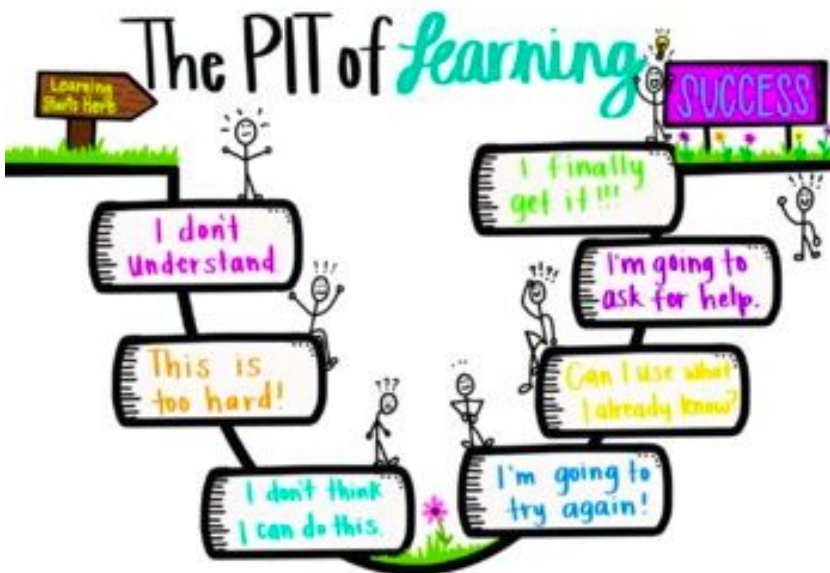 The PIT of Learning
Learning
Starts Here
SUCCESS
I don't
understand
This is
too hard!
I don't think
I can do this.
I'm going to
try again!
Can I use what
I already know?
I'm going to
ask for help.
I finally
get it!!!
!!!
???
...
?!?!
!!!